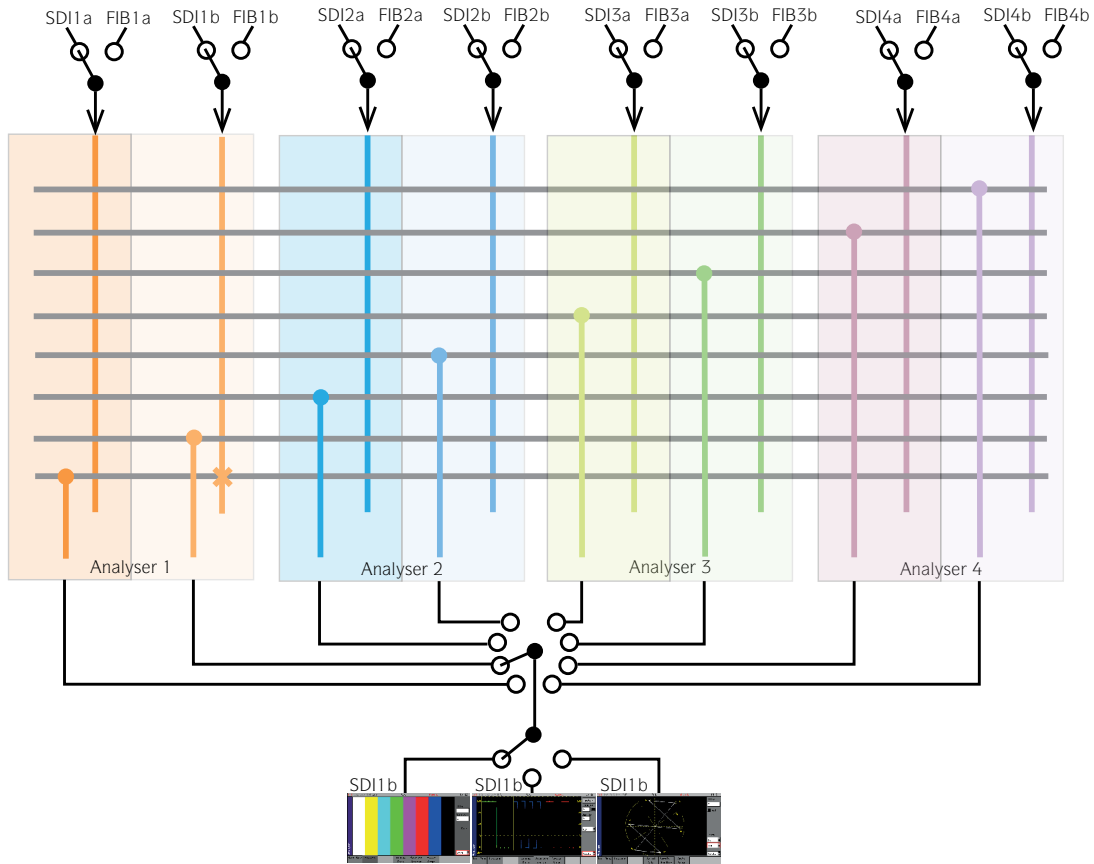 SDI1a FIB1a SDI1b FIB1b SDI2a FIB2a SDI2b FIB2b SDI3a FIB3a SDI3b FIB3b SDI4a FIB4a SDI4b FIB4b
Analyser 1 Analyser 2 Analyser 3 Analyser 4
SDI1b SDI1b SDI1b